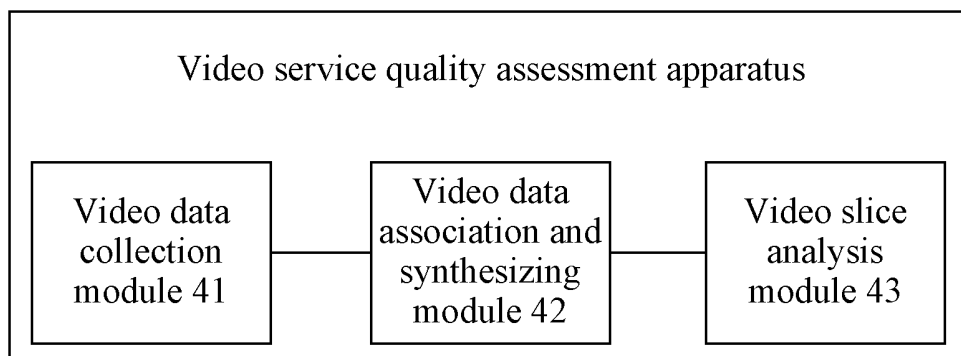 Video service quality assessment apparatus
Video data
collection
module 41
Video data
association and
synthesizing
module 42
Video slice
analysis
module 43